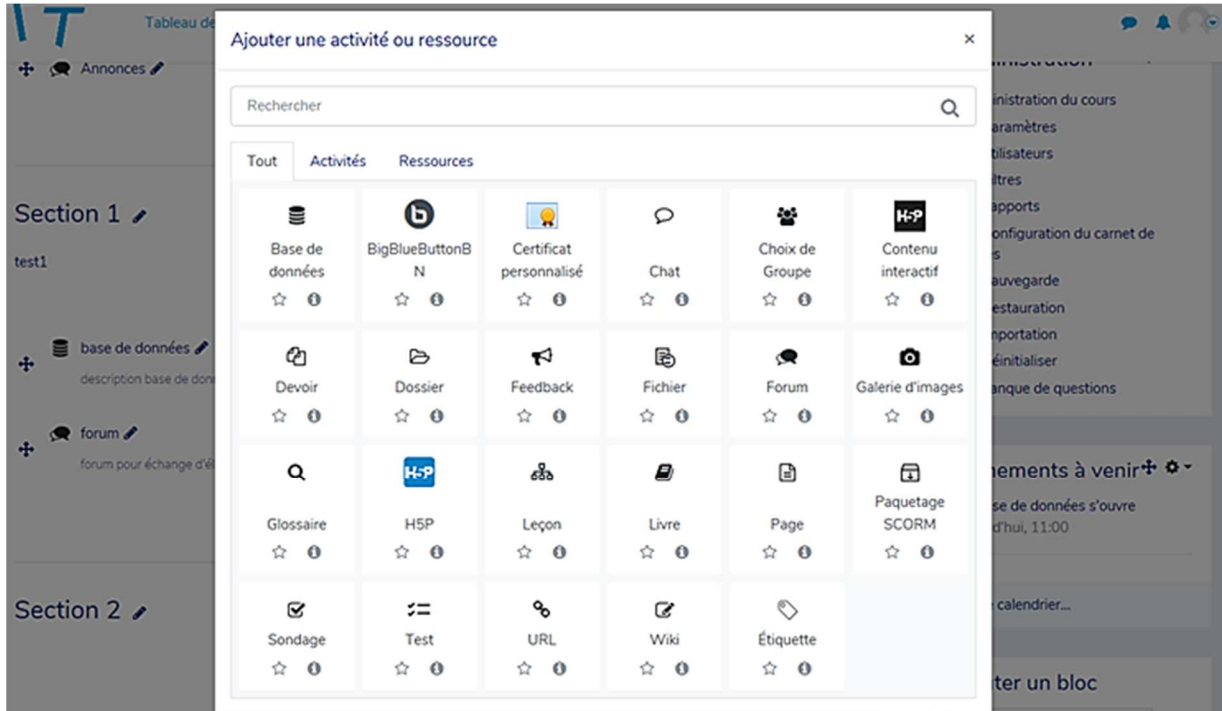 Tableau de
Annonces
Section 1
test1
base de données
description base de don
forum
forum pour échange d'él
Section 2
Ajouter une activité ou ressource
×
Rechercher
Tout Activités Ressources
Base de
données
BigBlueButtonB
N
Certificat
personnalisé
Chat
Choix de
Groupe
H5P
Contenu
interactif
Devoir
Dossier
Feedback
Fichier
Forum
Galerie d'images
Glossaire
H5P
H5P
Leçon
Livre
Page
Paquetage
SCORM
Sondage
Test
URL
Wiki
Étiquette
inistration du cours
aramètres
tilisateurs
ltres
apports
onfiguration du carnet de
s
auvegarde
estauration
nportation
éinitialiser
anque de questions
nements à venir
se de données s'ouvre
d'hui, 11:00
calendrier...
ter un bloc